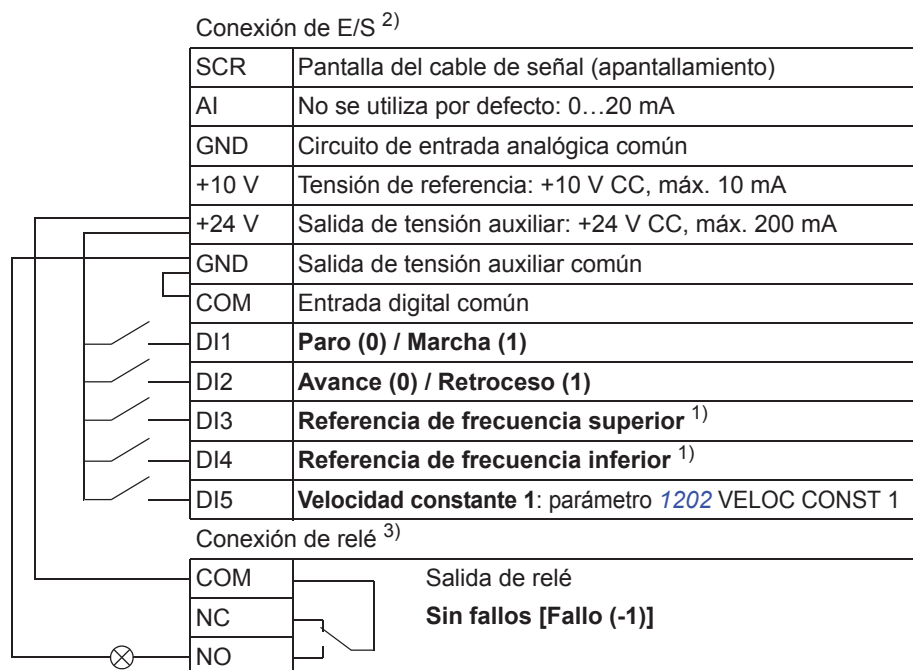 Conexión de E/S 2)
SCR Pantalla del cable de señal (apantallamiento)
AI No se utiliza por defecto: 0…20 mA
GND Circuito de entrada analógica común
+10 V Tensión de referencia: +10 V CC, máx. 10 mA
+24 V Salida de tensión auxiliar: +24 V CC, máx. 200 mA
GND Salida de tensión auxiliar común
COM Entrada digital común
DI1 Paro (0) / Marcha (1)
DI2 Avance (0) / Retroceso (1)
DI3 Referencia de frecuencia superior 1)
DI4 Referencia de frecuencia inferior 1)
DI5 Velocidad constante 1: parámetro 1202 VELOC CONST 1
Conexión de relé 3)
COM Salida de relé
NC Sin fallos [Fallo (-1)]
NO